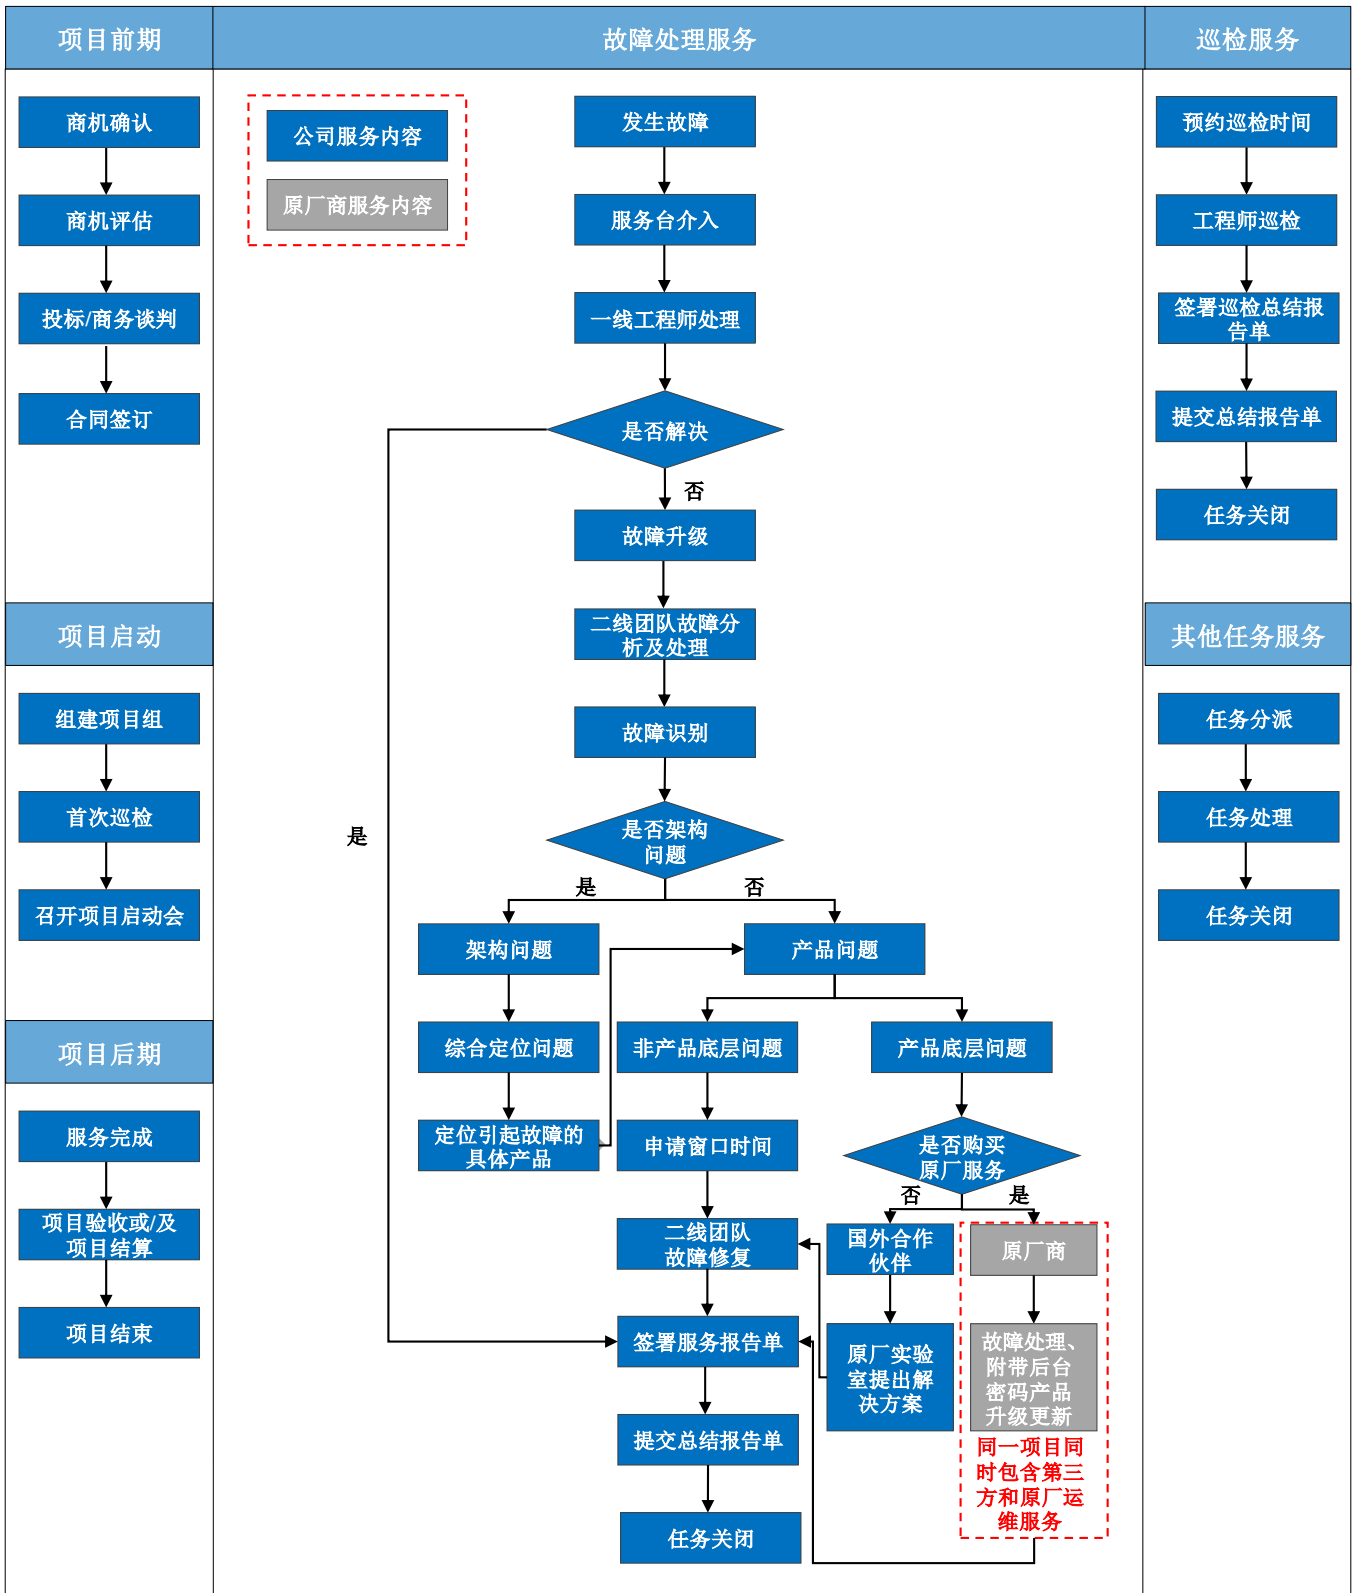 项目前期
商机确认
商机评估
投标/商务谈判
合同签订
项目启动
组建项目组
首次巡检
召开项目启动会
项目后期
服务完成
项目验收或/及
项目结算
项目结束
故障处理服务
公司服务内容
原厂商服务内容
发生故障
服务台介入
一线工程师处理
是否解决
否
是
故障升级
二线团队故障分
析及处理
故障识别
是否架构
问题
是
否
架构问题
产品问题
综合定位问题
非产品底层问题
产品底层问题
定位引起故障的
具体产品
申请窗口时间
是否购买
原厂服务
否
是
二线团队
故障修复
国外合作
伙伴
原厂商
签署服务报告单
原厂实验
室提出解
决方案
故障处理、
附带后台
密码产品
升级更新
同一项目同
时包含第三
方和原厂运
维服务
提交总结报告单
任务关闭
巡检服务
预约巡检时间
工程师巡检
签署巡检总结报
告单
提交总结报告单
任务关闭
其他任务服务
任务分派
任务处理
任务关闭